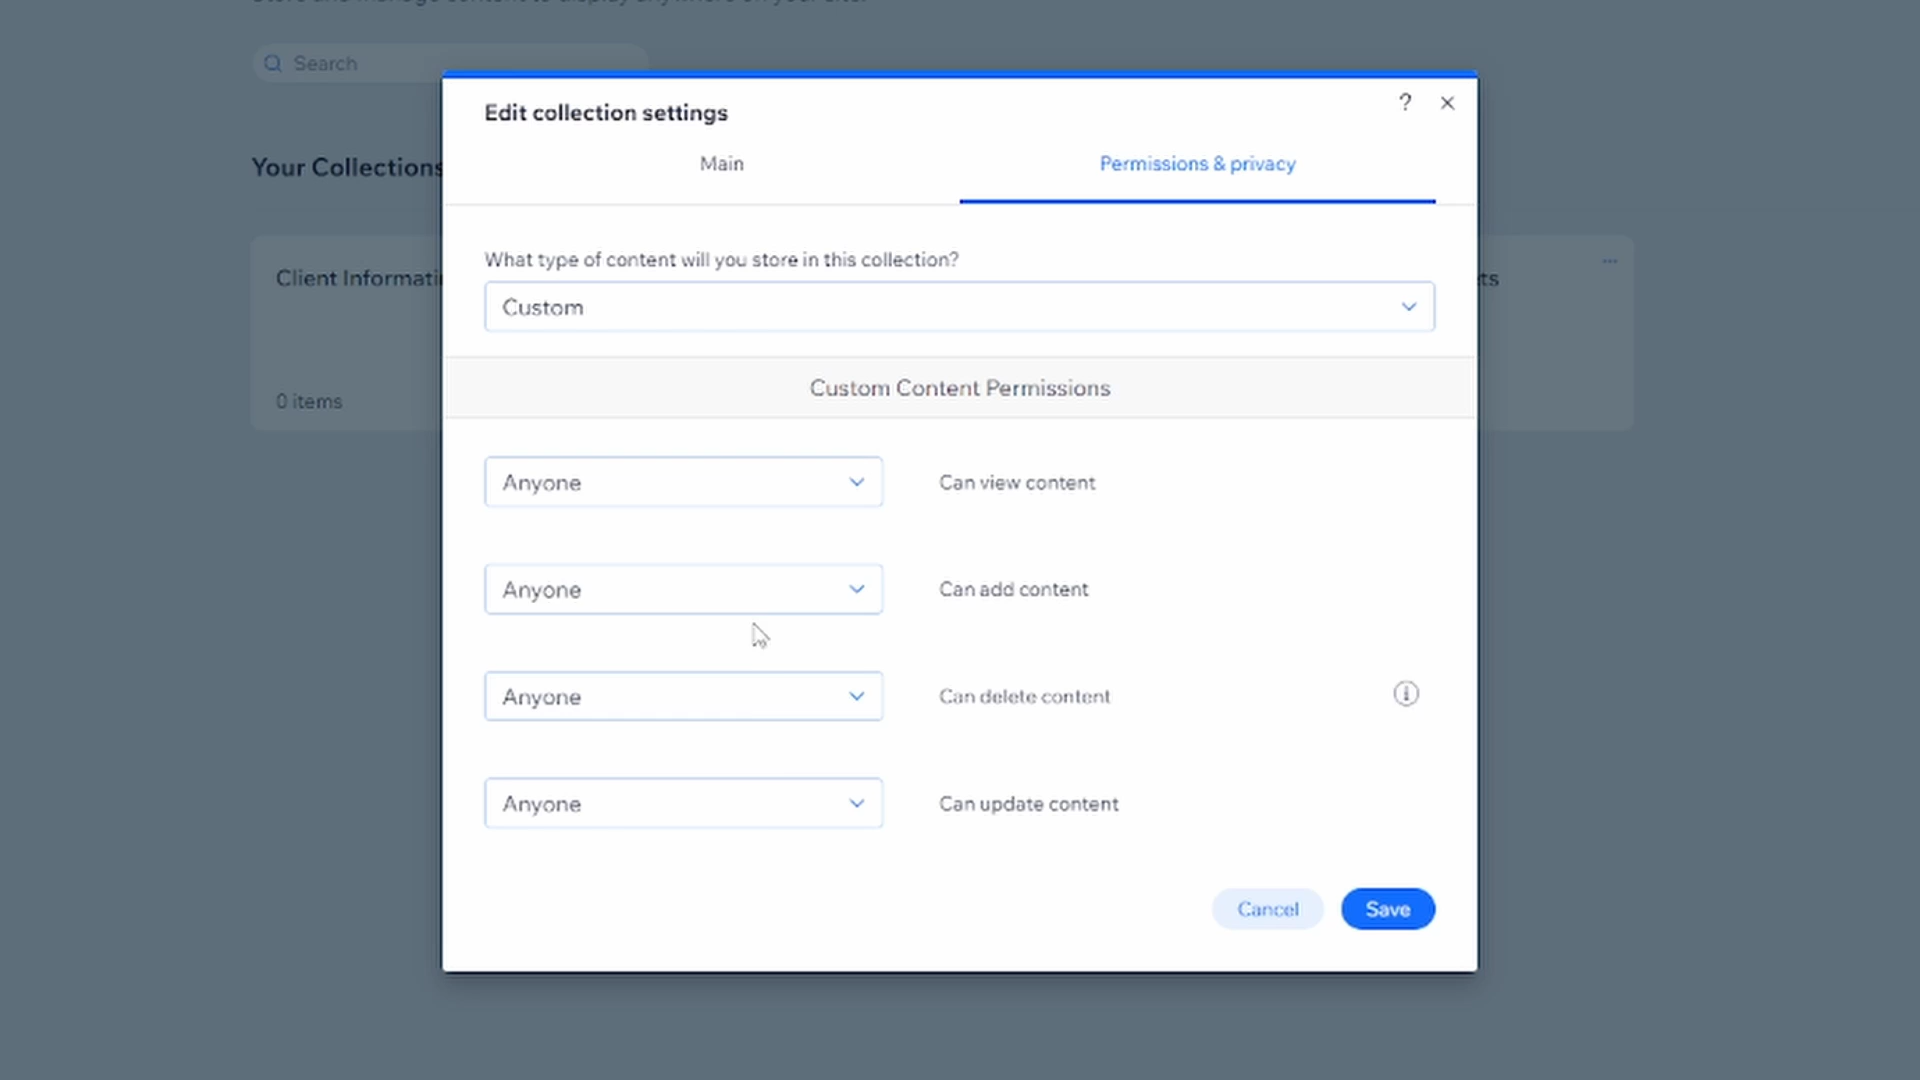 Search
Edit collection settings
?
Main
Permissions & privacy
Your Collections
What type of content will you store in this collection?
Custom
Client Informati
ts
Custom Content Permissions
0 items
Anyone
Can view content
Anyone
Can add content
Anyone
Can delete content
Anyone
Can update content
Cancel
Save